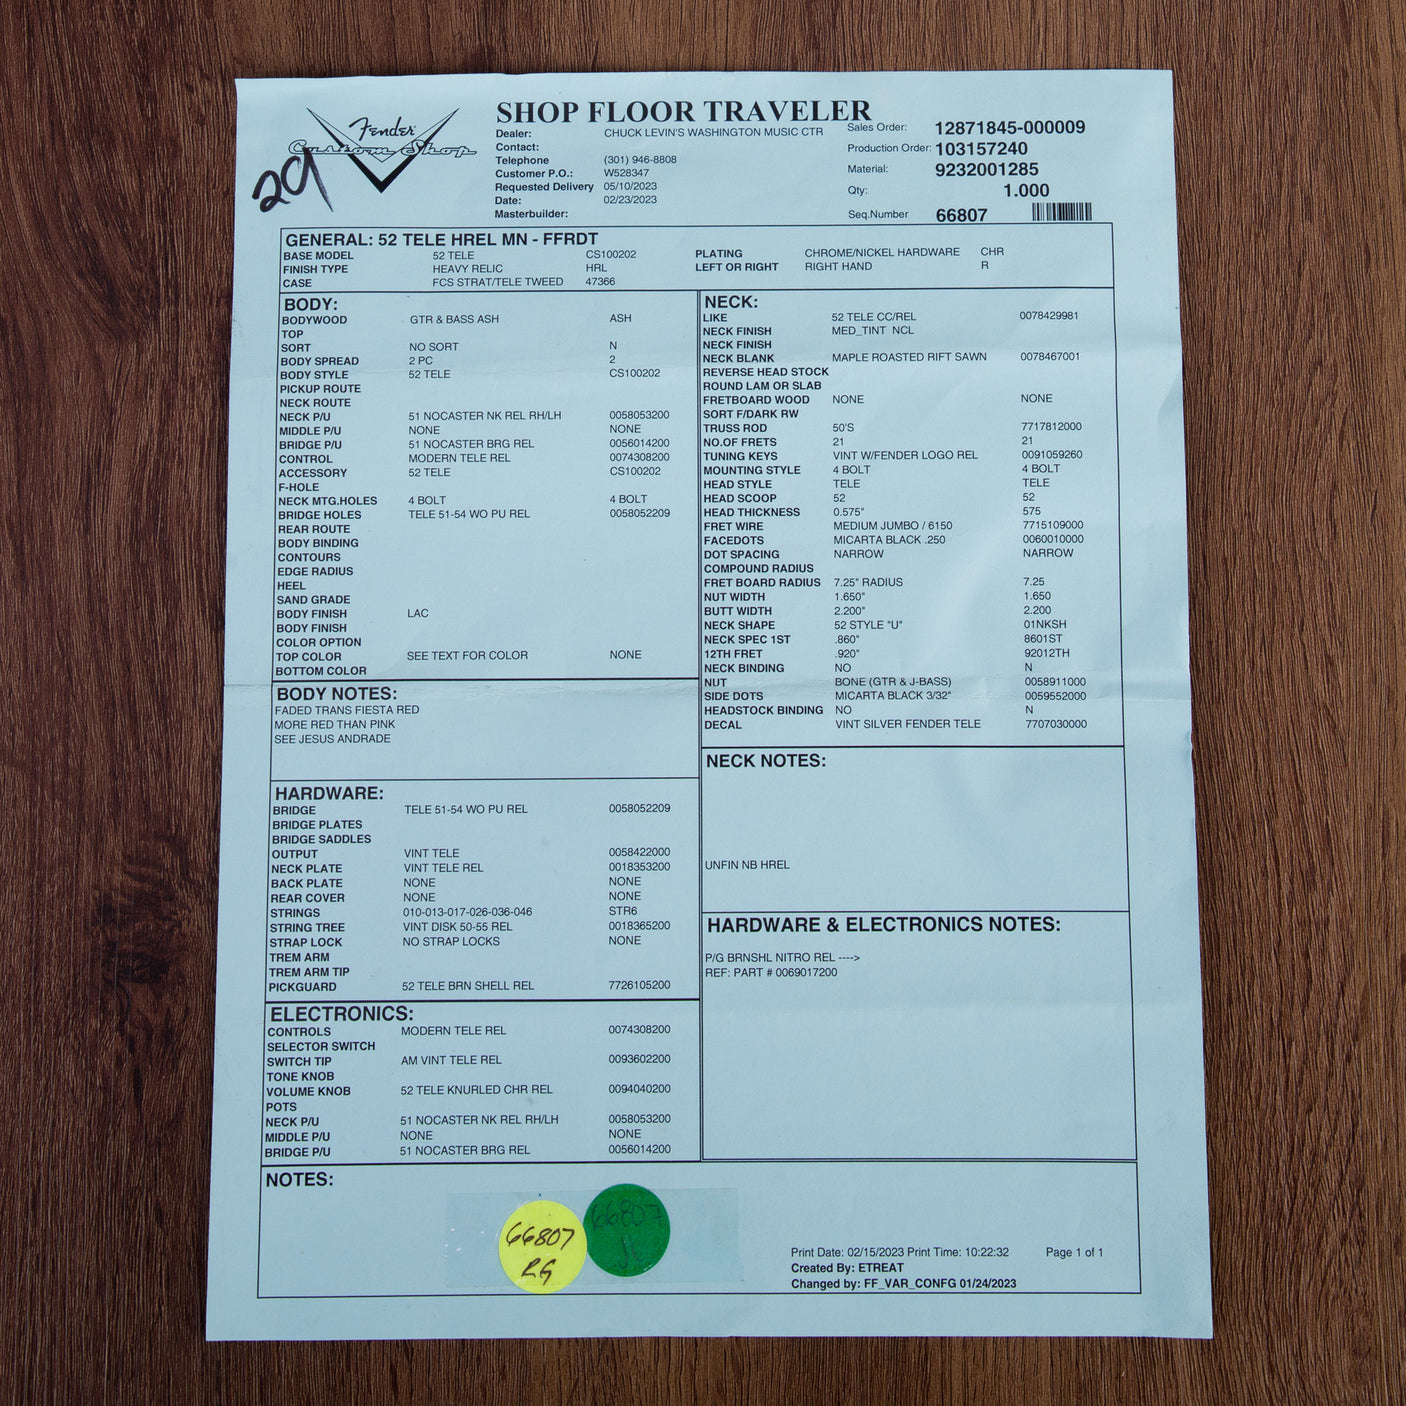 Fender
Custom Shop
29
SHOP FLOOR TRAVELER
Dealer: CHUCK LEVIN'S WASHINGTON MUSIC CTR
Contact:
Telephone (301) 946-8808
Customer P.O.: W528347
Requested Delivery 05/10/2023
Date: 02/23/2023
Masterbuilder:
Sales Order: 12871845-000009
Production Order: 103157240
Material: 9232001285
Qty: 1.000
Seq.Number 66807
GENERAL: 52 TELE HREL MN - FFRDT
BASE MODEL 52 TELE CS100202 PLATING CHROME/NICKEL HARDWARE CHR
FINISH TYPE HEAVY RELIC HRL LEFT OR RIGHT RIGHT HAND R
CASE FCS STRAT/TELE TWEED 47366
BODY:
BODYWOOD GTR & BASS ASH ASH
TOP
SORT NO SORT N
BODY SPREAD 2 PC 2
BODY STYLE 52 TELE CS100202
PICKUP ROUTE
NECK ROUTE
NECK P/U 51 NOCASTER NK REL RH/LH 0058053200
MIDDLE P/U NONE NONE
BRIDGE P/U 51 NOCASTER BRG REL 0056014200
CONTROL MODERN TELE REL 0074308200
ACCESSORY 52 TELE CS100202
F-HOLE
NECK MTG.HOLES 4 BOLT 4 BOLT
BRIDGE HOLES TELE 51-54 WO PU REL 0058052209
REAR ROUTE
BODY BINDING
CONTOURS
EDGE RADIUS
HEEL
SAND GRADE
BODY FINISH LAC
BODY FINISH
COLOR OPTION
TOP COLOR SEE TEXT FOR COLOR NONE
BOTTOM COLOR
BODY NOTES:
FADED TRANS FIESTA RED
MORE RED THAN PINK
SEE JESUS ANDRADE
HARDWARE:
BRIDGE TELE 51-54 WO PU REL 0058052209
BRIDGE PLATES
BRIDGE SADDLES
OUTPUT VINT TELE 0058422000
NECK PLATE VINT TELE REL 0018353200
BACK PLATE NONE NONE
REAR COVER NONE NONE
STRINGS 010-013-017-026-036-046 STR6
STRING TREE VINT DISK 50-55 REL 0018365200
STRAP LOCK NO STRAP LOCKS NONE
TREM ARM
TREM ARM TIP
PICKGUARD 52 TELE BRN SHELL REL 7726105200
ELECTRONICS:
CONTROLS MODERN TELE REL 0074308200
SELECTOR SWITCH
SWITCH TIP AM VINT TELE REL 0093602200
TONE KNOB
VOLUME KNOB 52 TELE KNURLED CHR REL 0094040200
POTS
NECK P/U 51 NOCASTER NK REL RH/LH 0058053200
MIDDLE P/U NONE NONE
BRIDGE P/U 51 NOCASTER BRG REL 0056014200
NECK:
LIKE 52 TELE CC/REL 0078429981
NECK FINISH MED_TINT NCL
NECK FINISH
NECK BLANK MAPLE ROASTED RIFT SAWN 0078467001
REVERSE HEAD STOCK
ROUND LAM OR SLAB
FRETBOARD WOOD NONE NONE
SORT F/DARK RW
TRUSS ROD 50'S 7717812000
NO.OF FRETS 21 21
TUNING KEYS VINT W/FENDER LOGO REL 0091059260
MOUNTING STYLE 4 BOLT 4 BOLT
HEAD STYLE TELE TELE
HEAD SCOOP 52 52
HEAD THICKNESS 0.575" 575
FRET WIRE MEDIUM JUMBO / 6150 7715109000
FACEDOTS MICARTA BLACK .250 0060010000
DOT SPACING NARROW NARROW
COMPOUND RADIUS
FRET BOARD RADIUS 7.25" RADIUS 7.25
NUT WIDTH 1.650" 1.650
BUTT WIDTH 2.200" 2.200
NECK SHAPE 52 STYLE "U" 01NKSH
NECK SPEC 1ST .860" 8601ST
12TH FRET .920" 92012TH
NECK BINDING NO N
NUT BONE (GTR & J-BASS) 0058911000
SIDE DOTS MICARTA BLACK 3/32" 0059552000
HEADSTOCK BINDING NO N
DECAL VINT SILVER FENDER TELE 7707030000
NECK NOTES:
UNFIN NB HREL
HARDWARE & ELECTRONICS NOTES:
P/G BRNSHL NITRO REL ---->
REF: PART # 0069017200
NOTES:
66807
RG
66807
JL
Print Date: 02/15/2023 Print Time: 10:22:32 Page 1 of 1
Created By: ETREAT
Changed by: FF_VAR_CONFG 01/24/2023